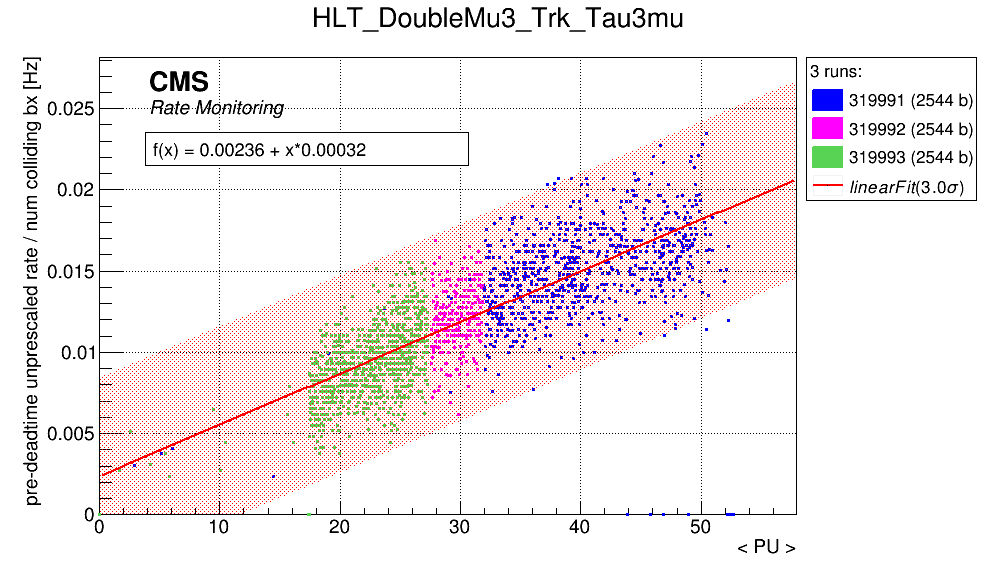 HLT_DoubleMu3_Trk_Tau3mu
pre-deadtime unprescaled rate / num colliding bx [Hz]
CMS
Rate Monitoring
f(x) = 0.00236 + x*0.00032
0.025
0.02
0.015
0.01
0.005
0
0 10 20 30 40 50
< PU >
3 runs:
319991 (2544 b)
319992 (2544 b)
319993 (2544 b)
linearFit(3.0σ)